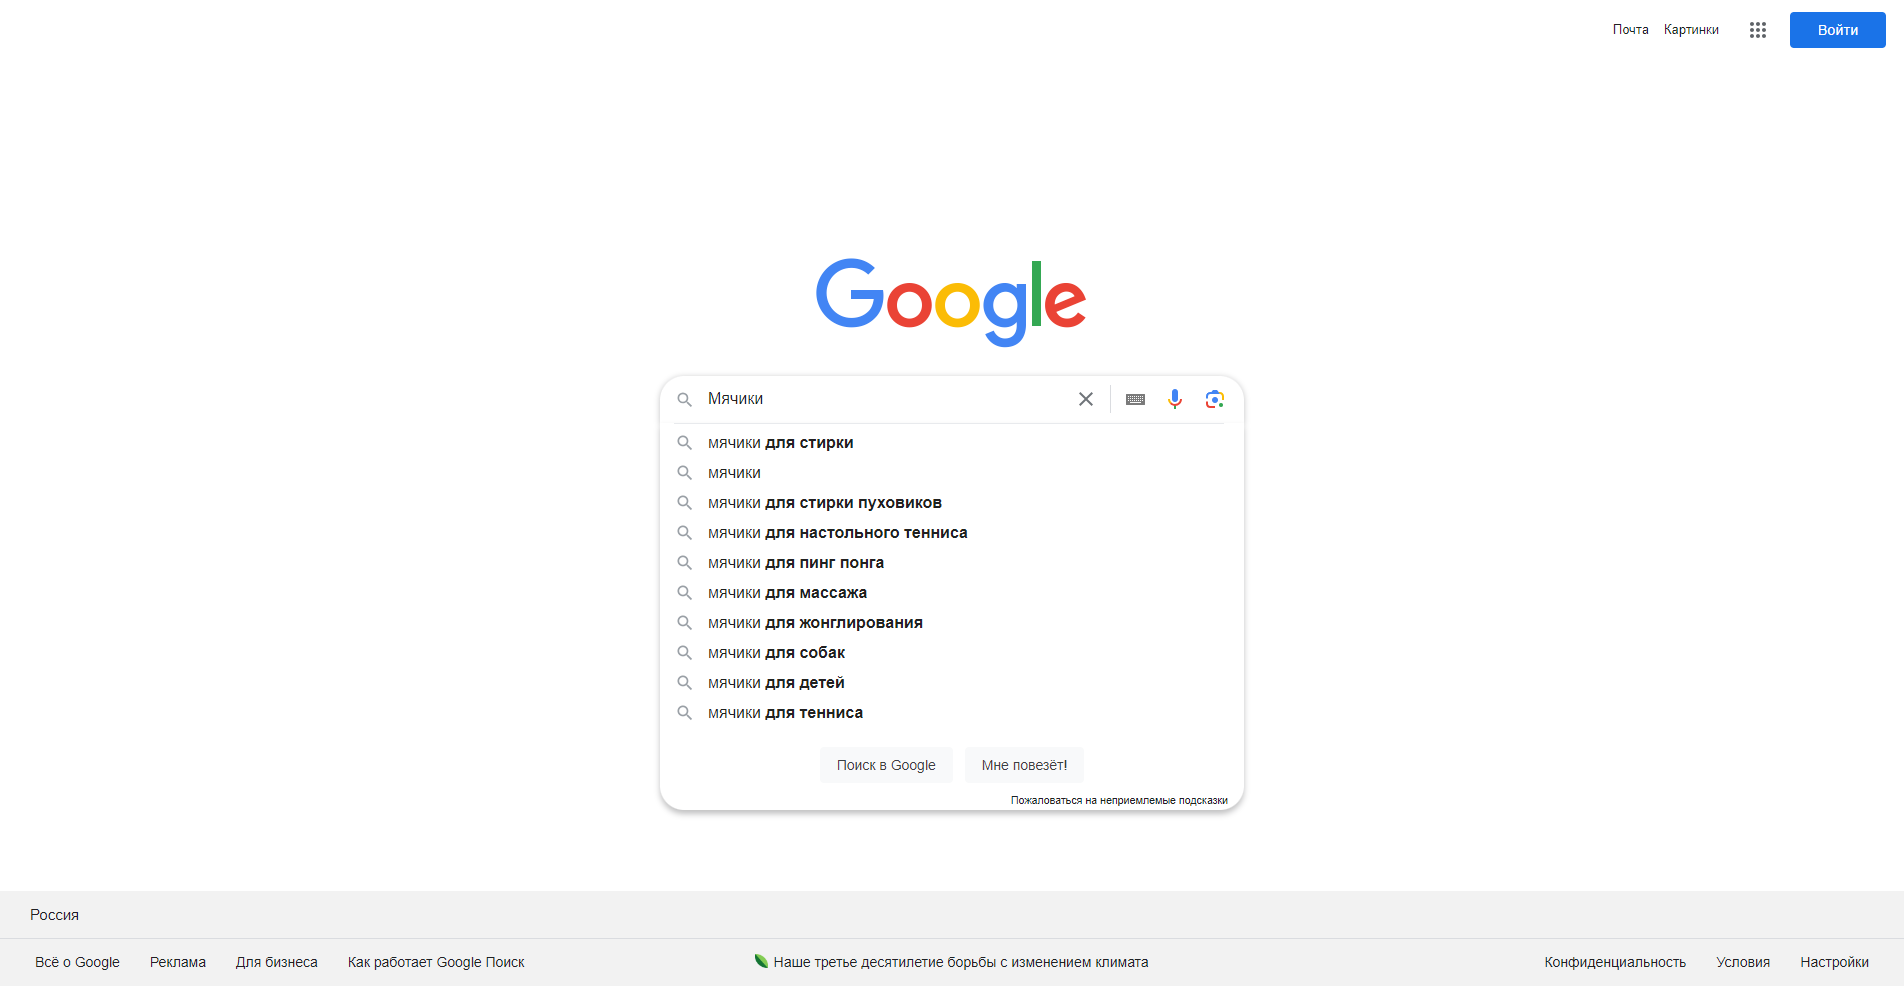 Почта Картинки Войти
Google
Мячики
мячики для стирки
мячики
мячики для стирки пуховиков
мячики для настольного тенниса
мячики для пинг понга
мячики для массажа
мячики для жонглирования
мячики для собак
мячики для детей
мячики для тенниса
Поиск в Google Мне повезёт!
Пожаловаться на неприемлемые подсказки
Россия
Всё о Google Реклама Для бизнеса Как работает Google Поиск Наше третье десятилетие борьбы с изменением климата Конфиденциальность Условия Настройки